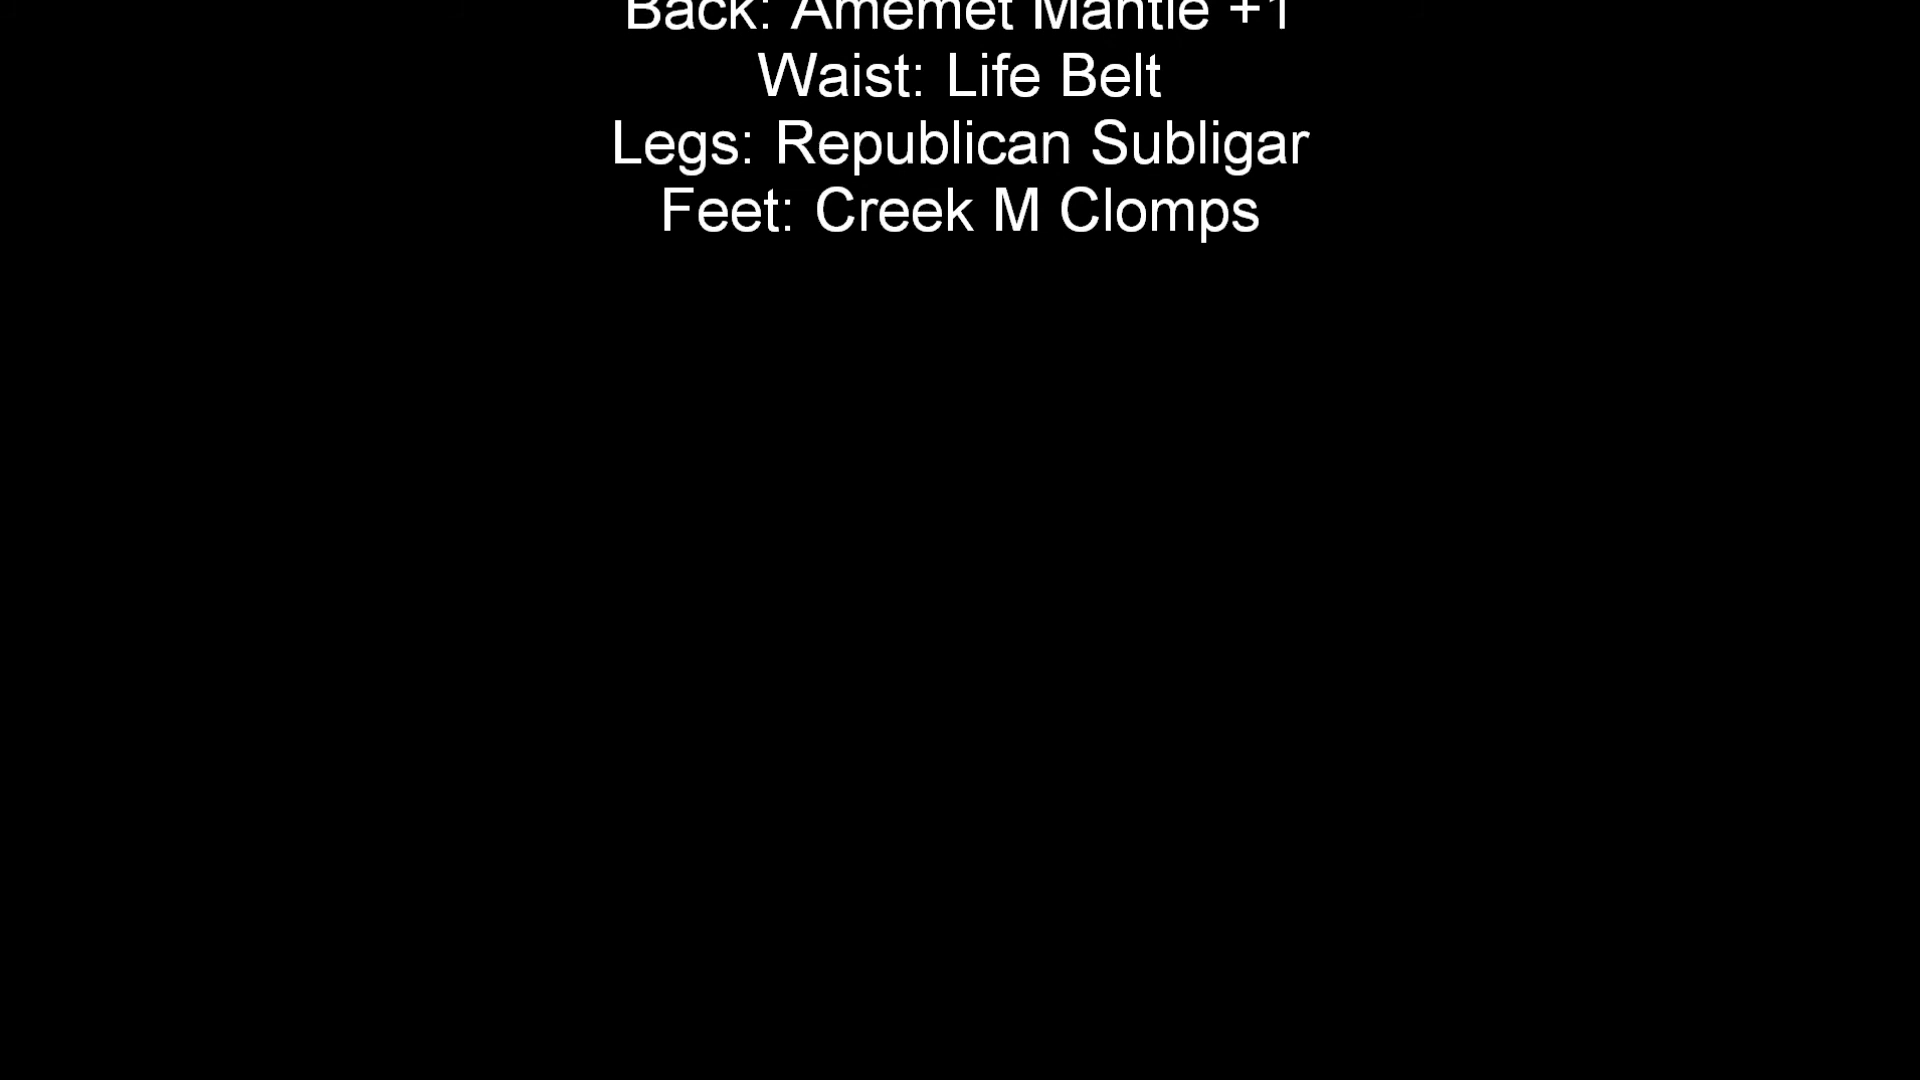 Back: Amemet Mantle +1
Waist: Life Belt
Legs: Republican Subligar
Feet: Creek M Clomps